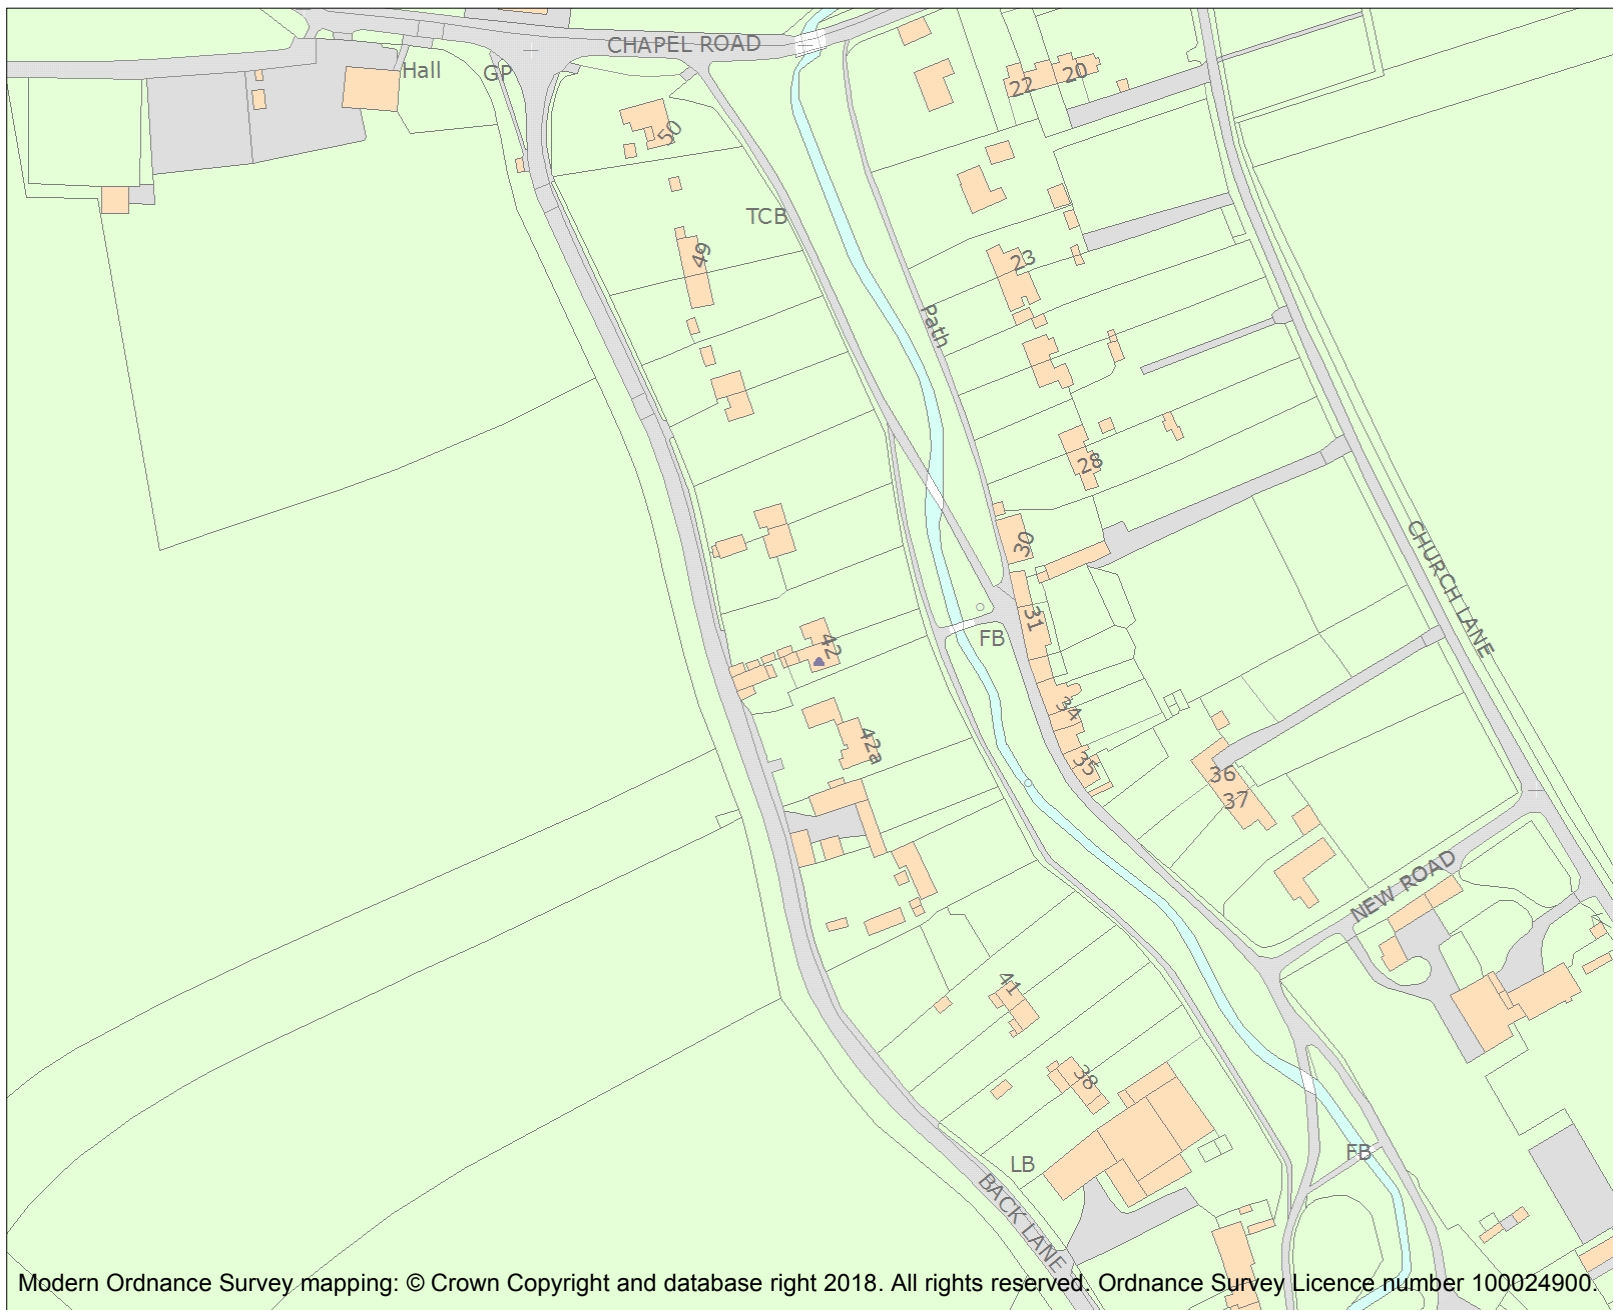 CHAPEL ROAD
Hall
GP
22
20
50
TCB
49
23
Path
28
30
CHURCH LANE
31
FB
42
34
42a
35
36
37
NEW ROAD
41
38
LB
FB
BACK LANE
Modern Ordnance Survey mapping: © Crown Copyright and database right 2018. All rights reserved. Ordnance Survey Licence number 100024900.